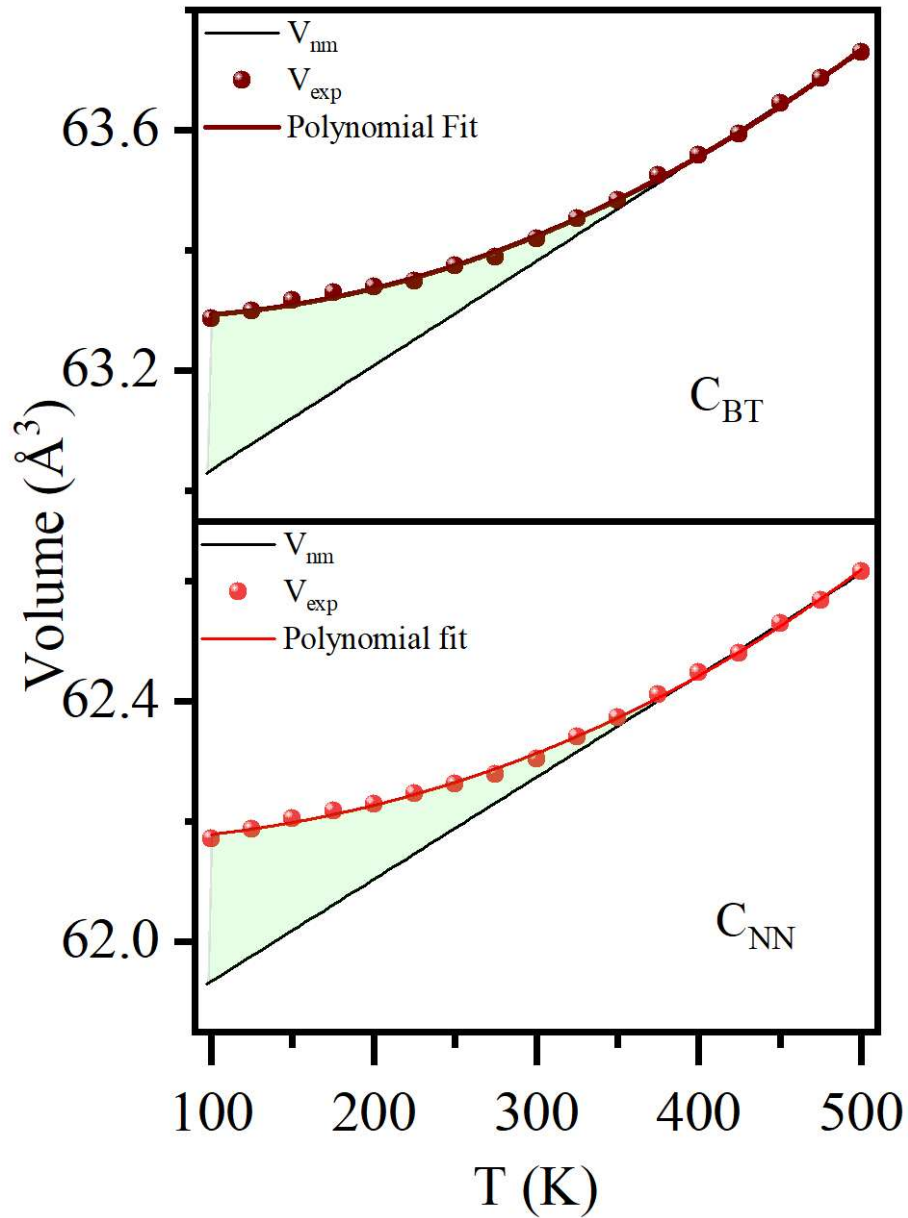 V_nm
V_exp
Polynomial Fit
63.6
63.2
C_BT
Volume (Å³)
V_nm
V_exp
Polynomial fit
62.4
62.0
C_NN
100 200 300 400 500
T (K)